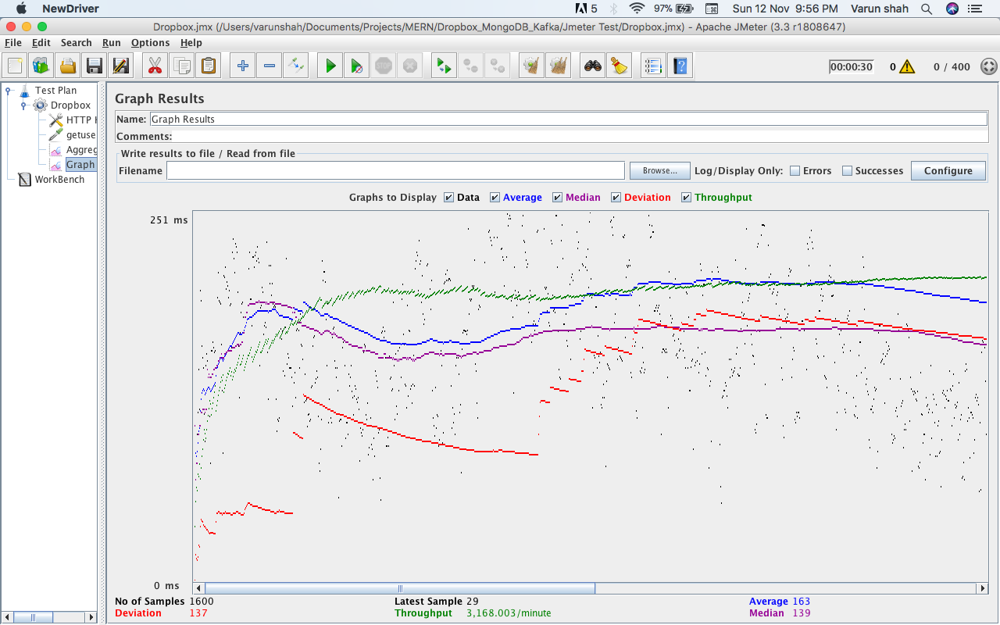 NewDriver 5 97% Sun 12 Nov 9:56 PM Varun shah
Dropbox.jmx (/Users/varunshah/Documents/Projects/MERN/Dropbox_MongoDB_Kafka/Jmeter Test/Dropbox.jmx) - Apache JMeter (3.3 r1808647)
File Edit Search Run Options Help
STOP 00:00:30 0 0 / 400
Test Plan
Dropbox
HTTP H
getuse
Aggreg
Graph
WorkBench
Graph Results
Name: Graph Results
Comments:
Write results to file / Read from file
Filename Browse... Log/Display Only: Errors Successes Configure
Graphs to Display Data Average Median Deviation Throughput
251 ms
0 ms
No of Samples 1600 Latest Sample 29 Average 163
Deviation 137 Throughput 3,168.003/minute Median 139